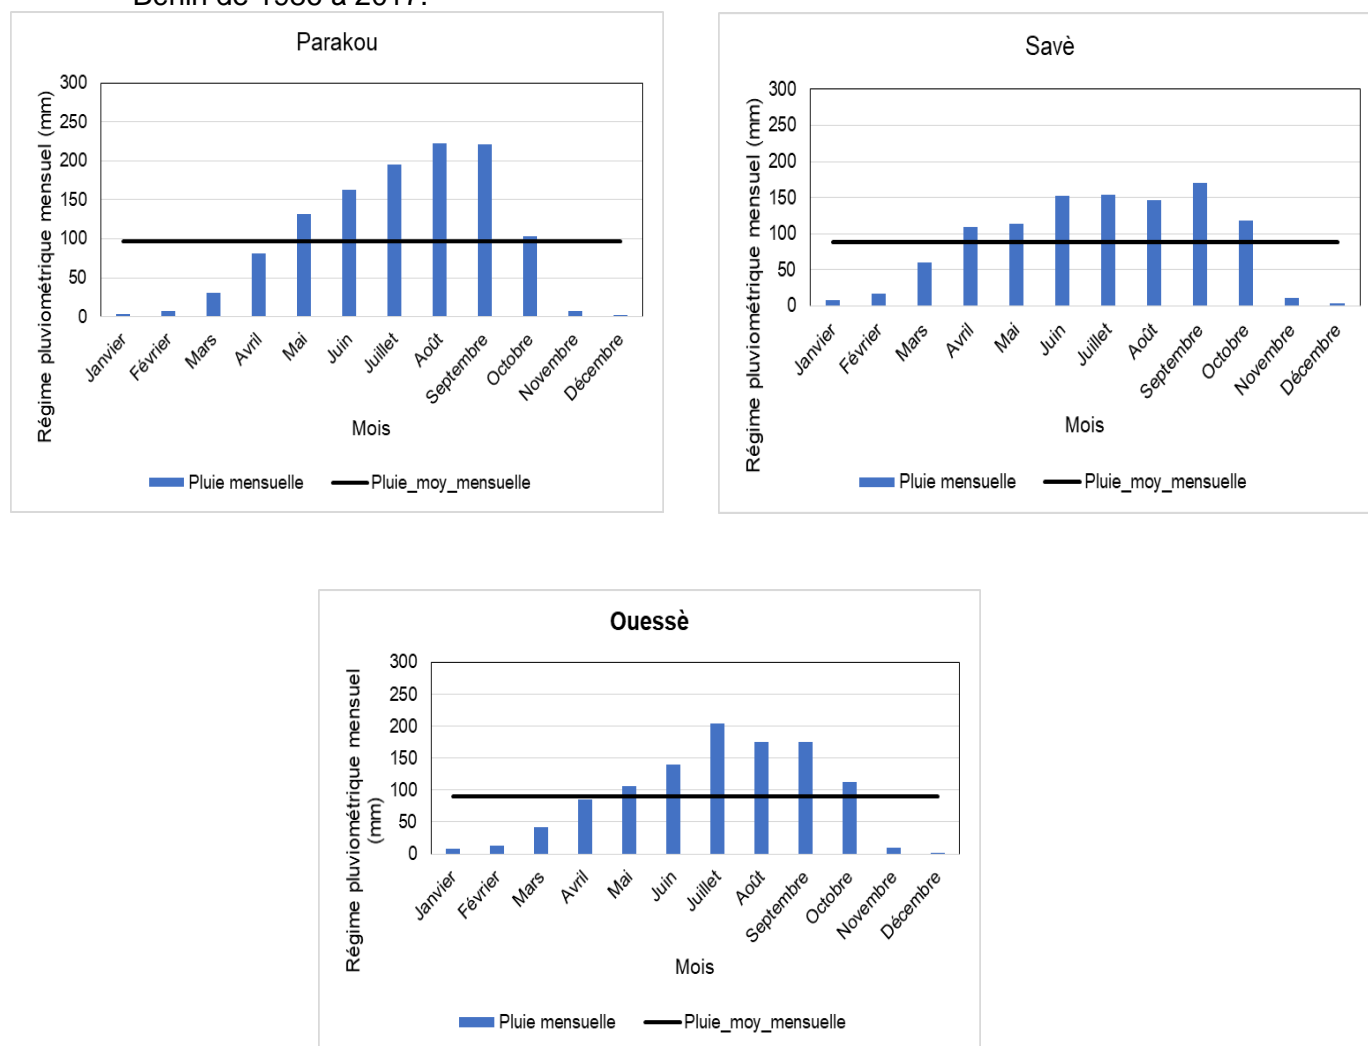 Bénin de à 2017.
Parakou
Régime pluviométrique mensuel (mm)
300
250
200
150
100
50
0
Janvier
Février
Mars
Avril
Mai
Juin
Juillet
Août
Septembre
Octobre
Novembre
Décembre
Mois
Pluie mensuelle
Pluie_moy_mensuelle
Savè
Régime pluviométrique mensuel (mm)
300
250
200
150
100
50
0
Janvier
Février
Mars
Avril
Mai
Juin
Juillet
Août
Septembre
Octobre
Novembre
Décembre
Mois
Pluie mensuelle
Pluie_moy_mensuelle
Ouessè
Régime pluviométrique mensuel
(mm)
300
250
200
150
100
50
0
Janvier
Février
Mars
Avril
Mai
Juin
Juillet
Août
Septembre
Octobre
Novembre
Décembre
Mois
Pluie mensuelle
Pluie_moy_mensuelle